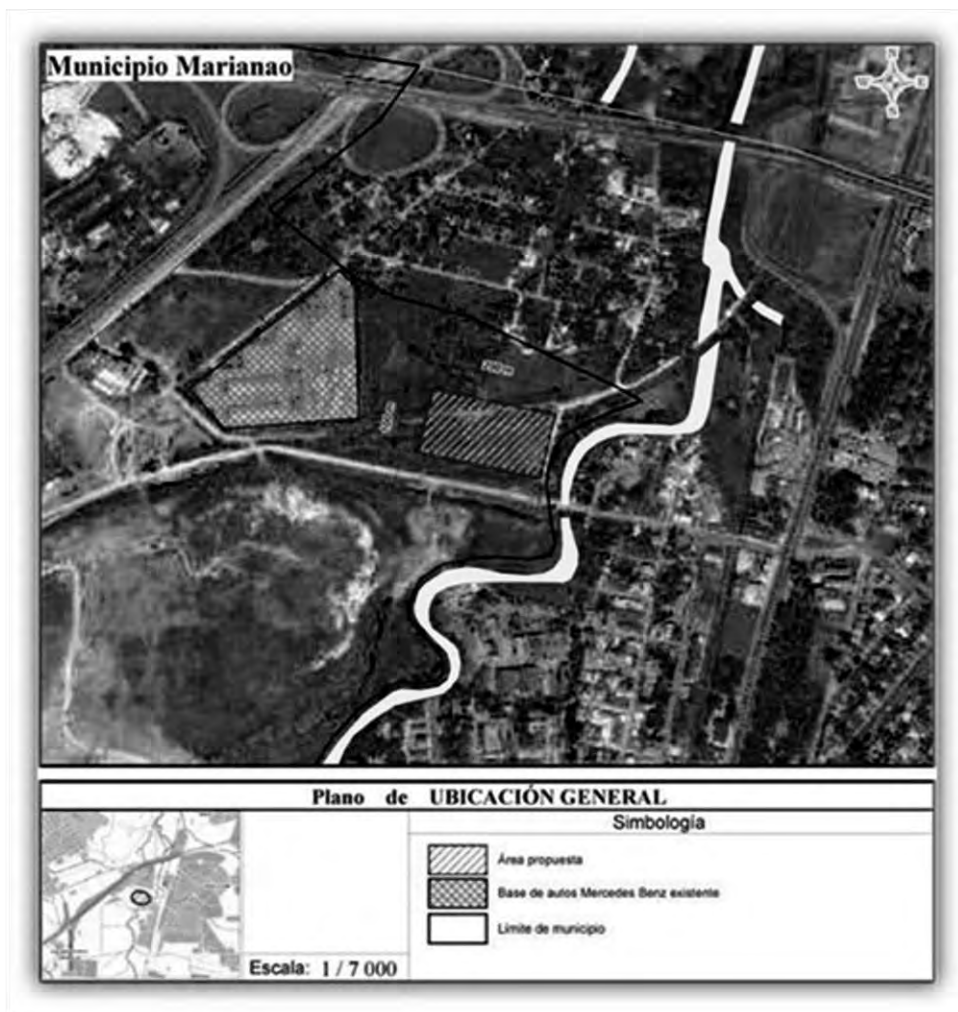 Municipio Marianao
N
W
E
S
Plano de UBICACIÓN GENERAL
Simbología
Área propuesta
Base de autos Mercedes Benz existente
Límite de municipio
Escala: 1 / 7 000